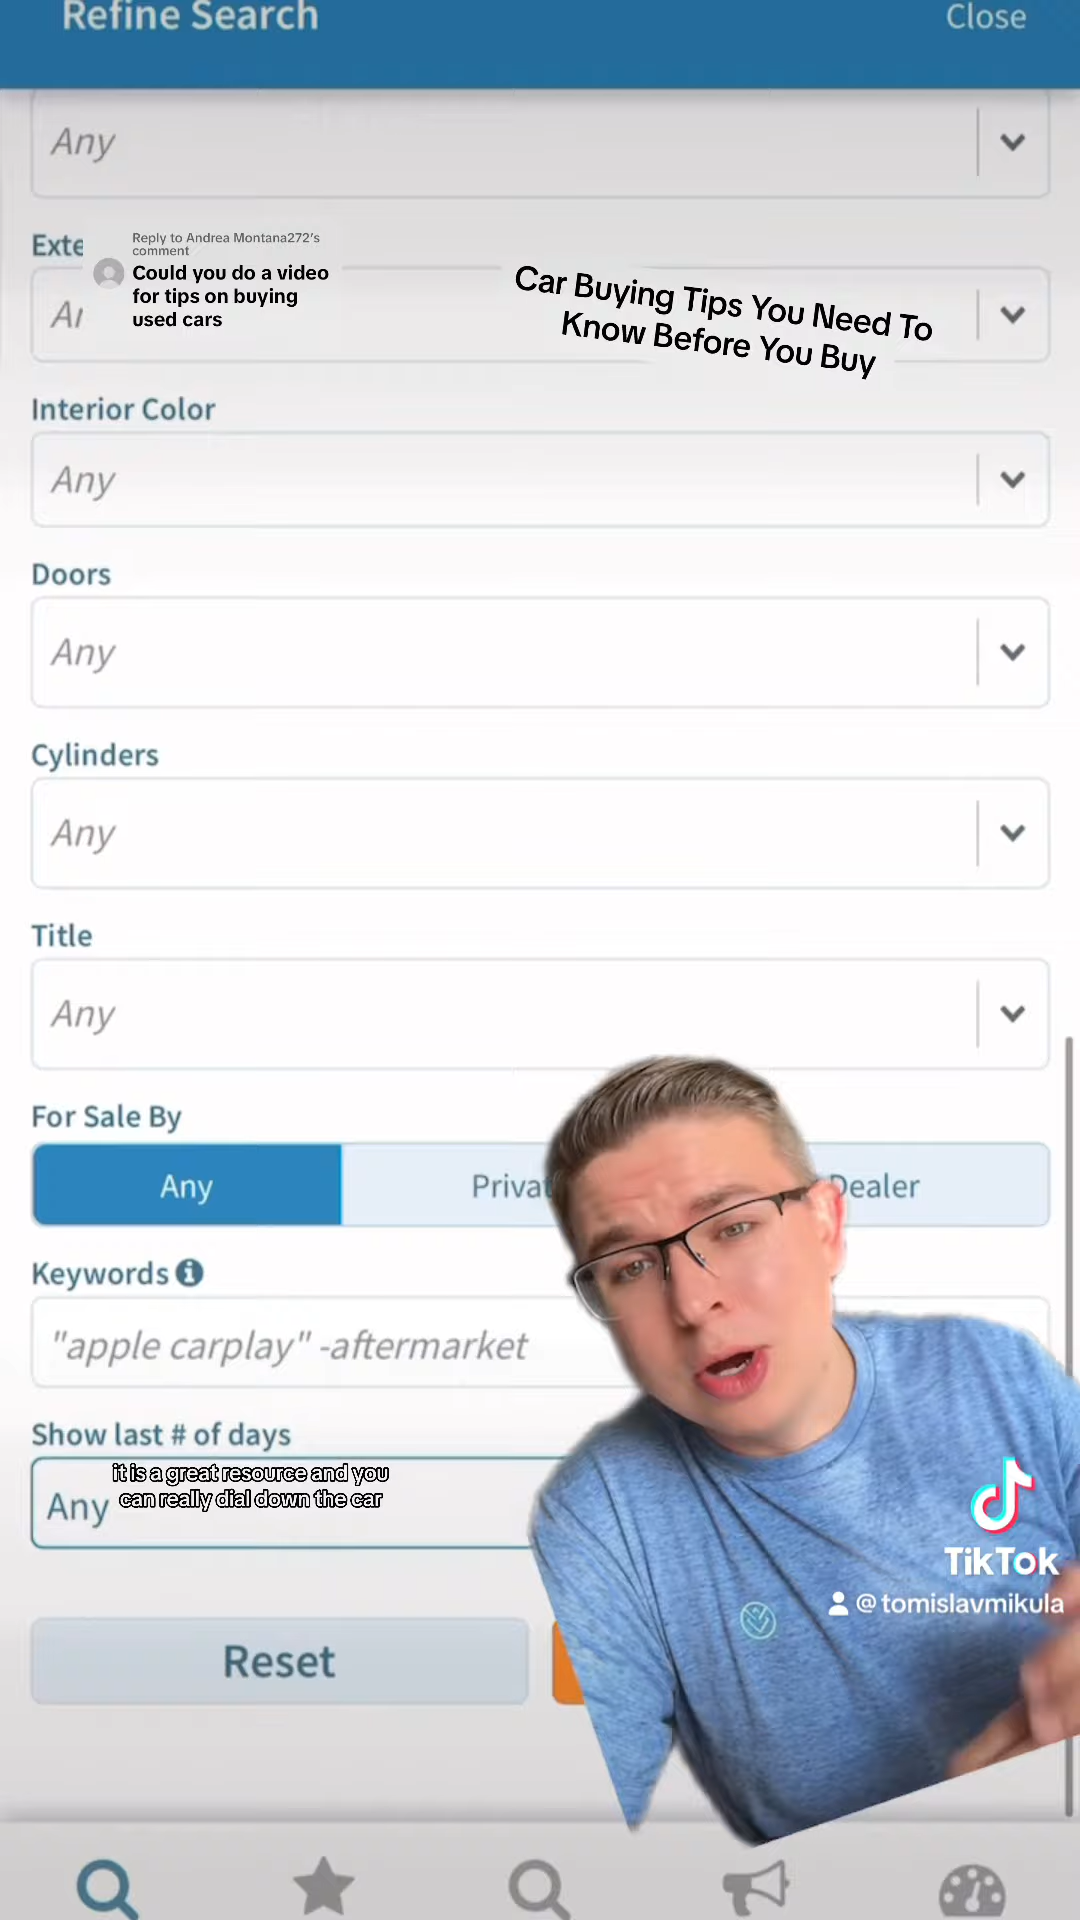 Refine Search
Close
Any
Exte
Reply to Andrea Montana272's
comment
Could you do a video
for tips on buying
used cars
Car Buying Tips You Need To
Know Before You Buy
Interior Color
Any
Doors
Any
Cylinders
Any
Title
Any
For Sale By
Any
Dealer
Keywords
"apple carplay" -aftermarket
Show last # of days
Any
it is a great resource and you
can really dial down the car
TikTok
@tomislavmikula
Reset